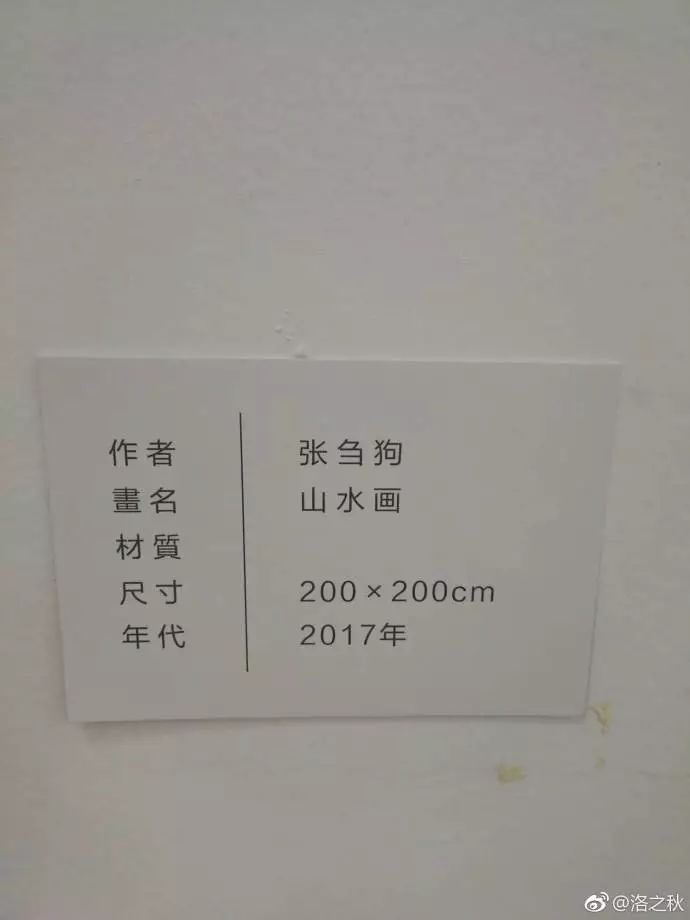 作者 张刍狗
畫名 山水画
材質
尺寸 200×200cm
年代 2017年
@洛之秋